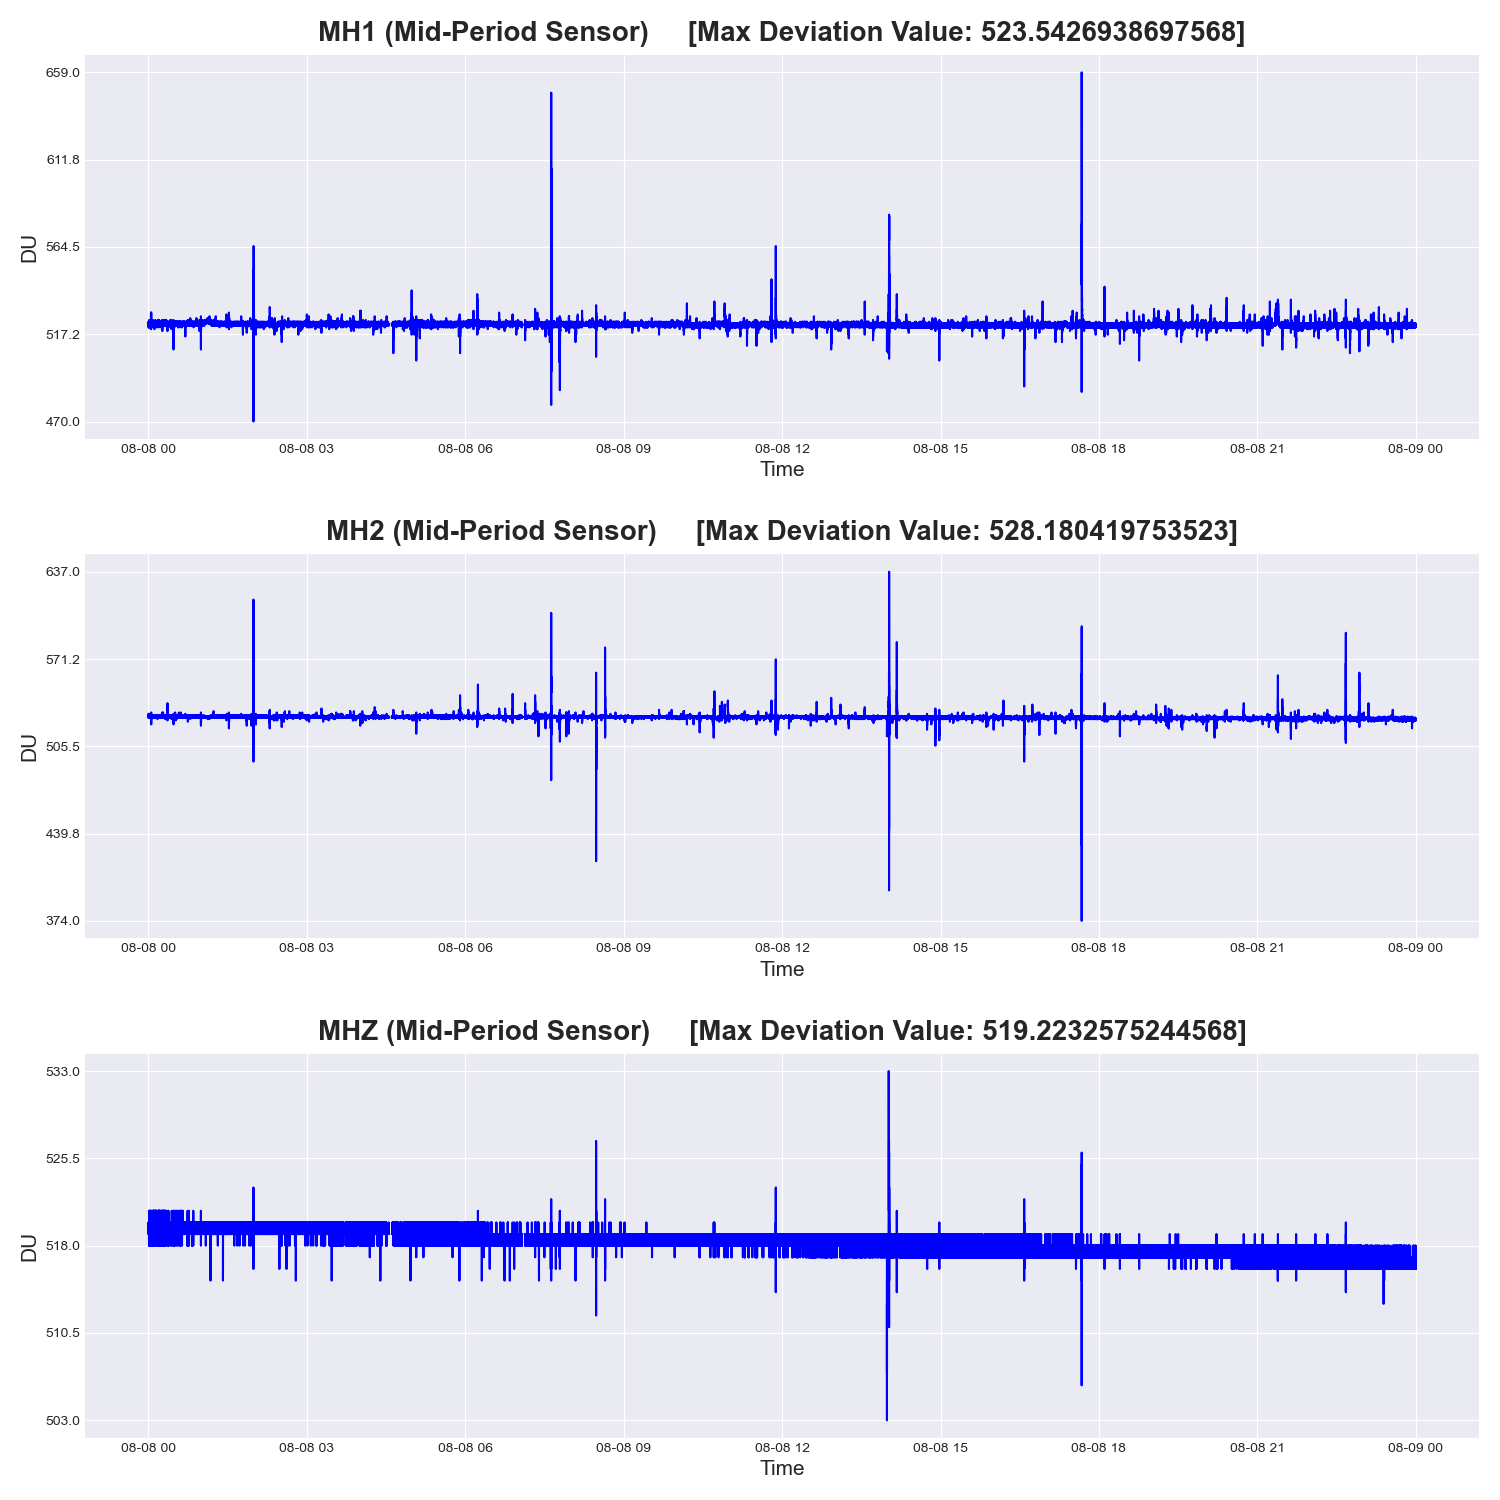 MH1 (Mid-Period Sensor) [Max Deviation Value: 523.5426938697568]
659.0
611.8
564.5
517.2
470.0
DU
08-08 00 08-08 03 08-08 06 08-08 09 08-08 12 08-08 15 08-08 18 08-08 21 08-09 00
Time
MH2 (Mid-Period Sensor) [Max Deviation Value: 528.180419753523]
637.0
571.2
505.5
439.8
374.0
DU
08-08 00 08-08 03 08-08 06 08-08 09 08-08 12 08-08 15 08-08 18 08-08 21 08-09 00
Time
MHZ (Mid-Period Sensor) [Max Deviation Value: 519.2232575244568]
533.0
525.5
518.0
510.5
503.0
DU
08-08 00 08-08 03 08-08 06 08-08 09 08-08 12 08-08 15 08-08 18 08-08 21 08-09 00
Time